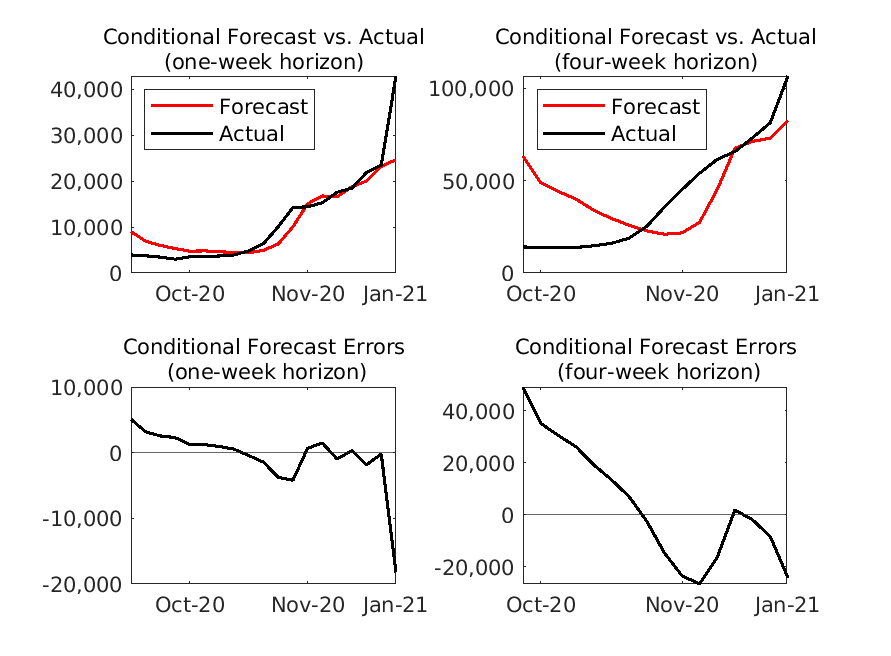 Conditional Forecast vs. Actual
(one-week horizon)
40,000
30,000
20,000
10,000
0
Forecast
Actual
Oct-20 Nov-20 Jan-21
Conditional Forecast vs. Actual
(four-week horizon)
100,000
50,000
0
Forecast
Actual
Oct-20 Nov-20 Jan-21
Conditional Forecast Errors
(one-week horizon)
10,000
0
-10,000
-20,000
Oct-20 Nov-20 Jan-21
Conditional Forecast Errors
(four-week horizon)
40,000
20,000
0
-20,000
Oct-20 Nov-20 Jan-21